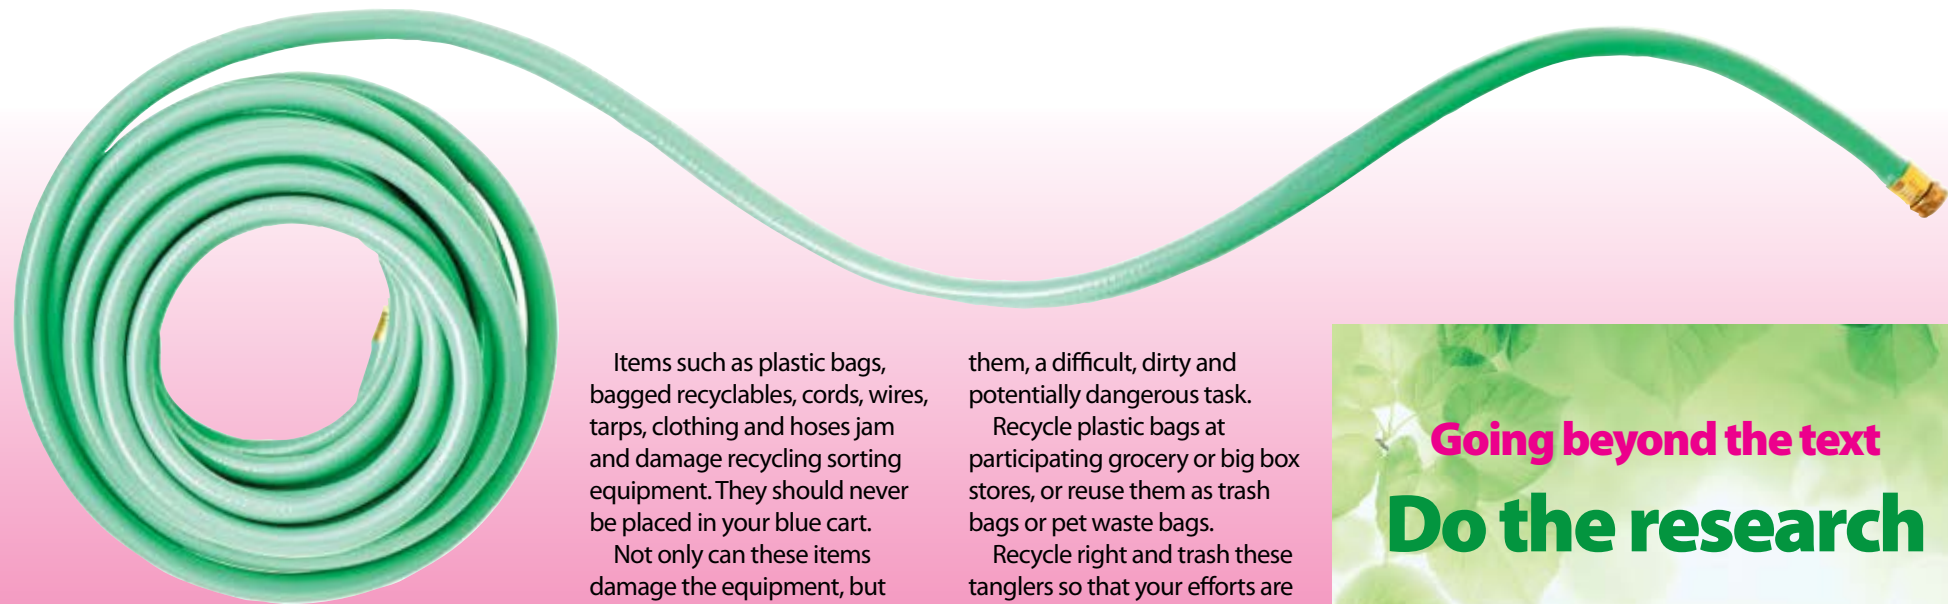 Items such as plastic bags,
bagged recyclables, cords, wires,
tarps, clothing and hoses jam
and damage recycling sorting
equipment. They should never
be placed in your blue cart.
Not only can these items
damage the equipment, but
them, a difficult, dirty and
potentially dangerous task.
Recycle plastic bags at
participating grocery or big box
stores, or reuse them as trash
bags or pet waste bags.
Recycle right and trash these
tanglers so that your efforts are
Going beyond the text
Do the research